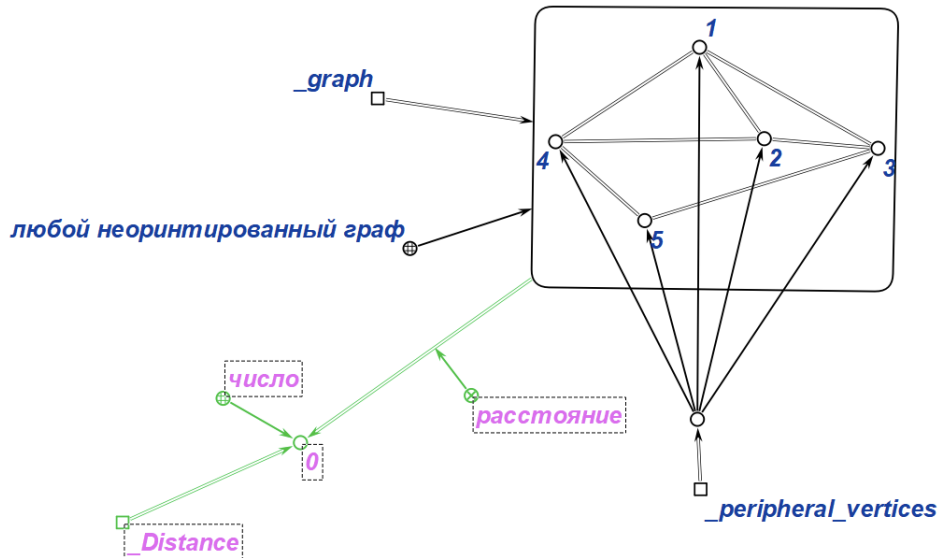 1
_graph
4
2
3
5
любой неоринтированный граф
число
расстояние
0
_peripheral_vertices
_Distance